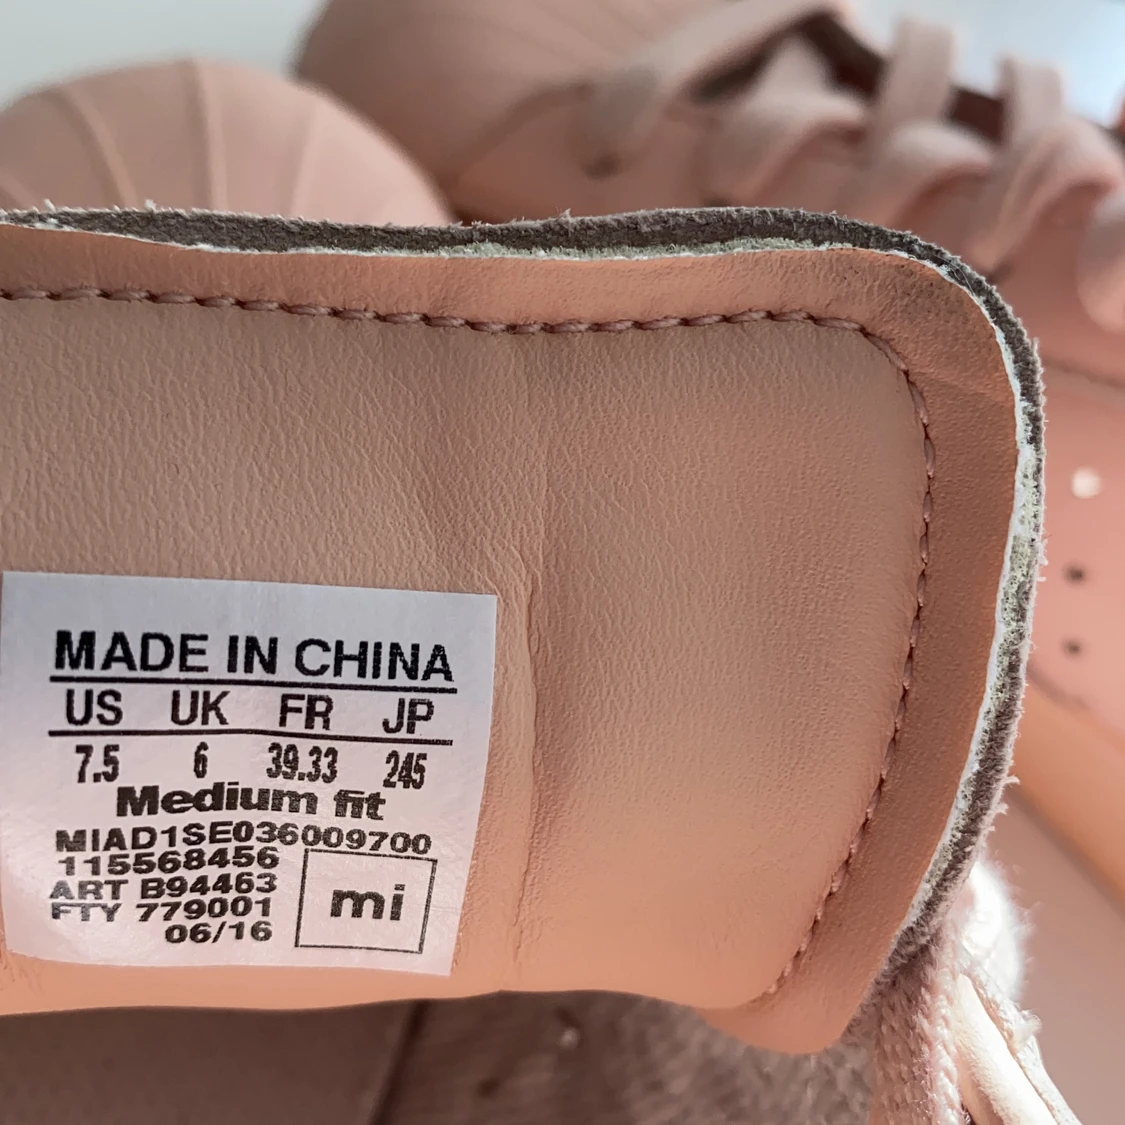 MADE IN CHINA
US UK FR JP
7.5 6 39.33 245
Medium fit
MIAD1SE036009700
115568456
ART B94463
FTY 779001
06/16
mi